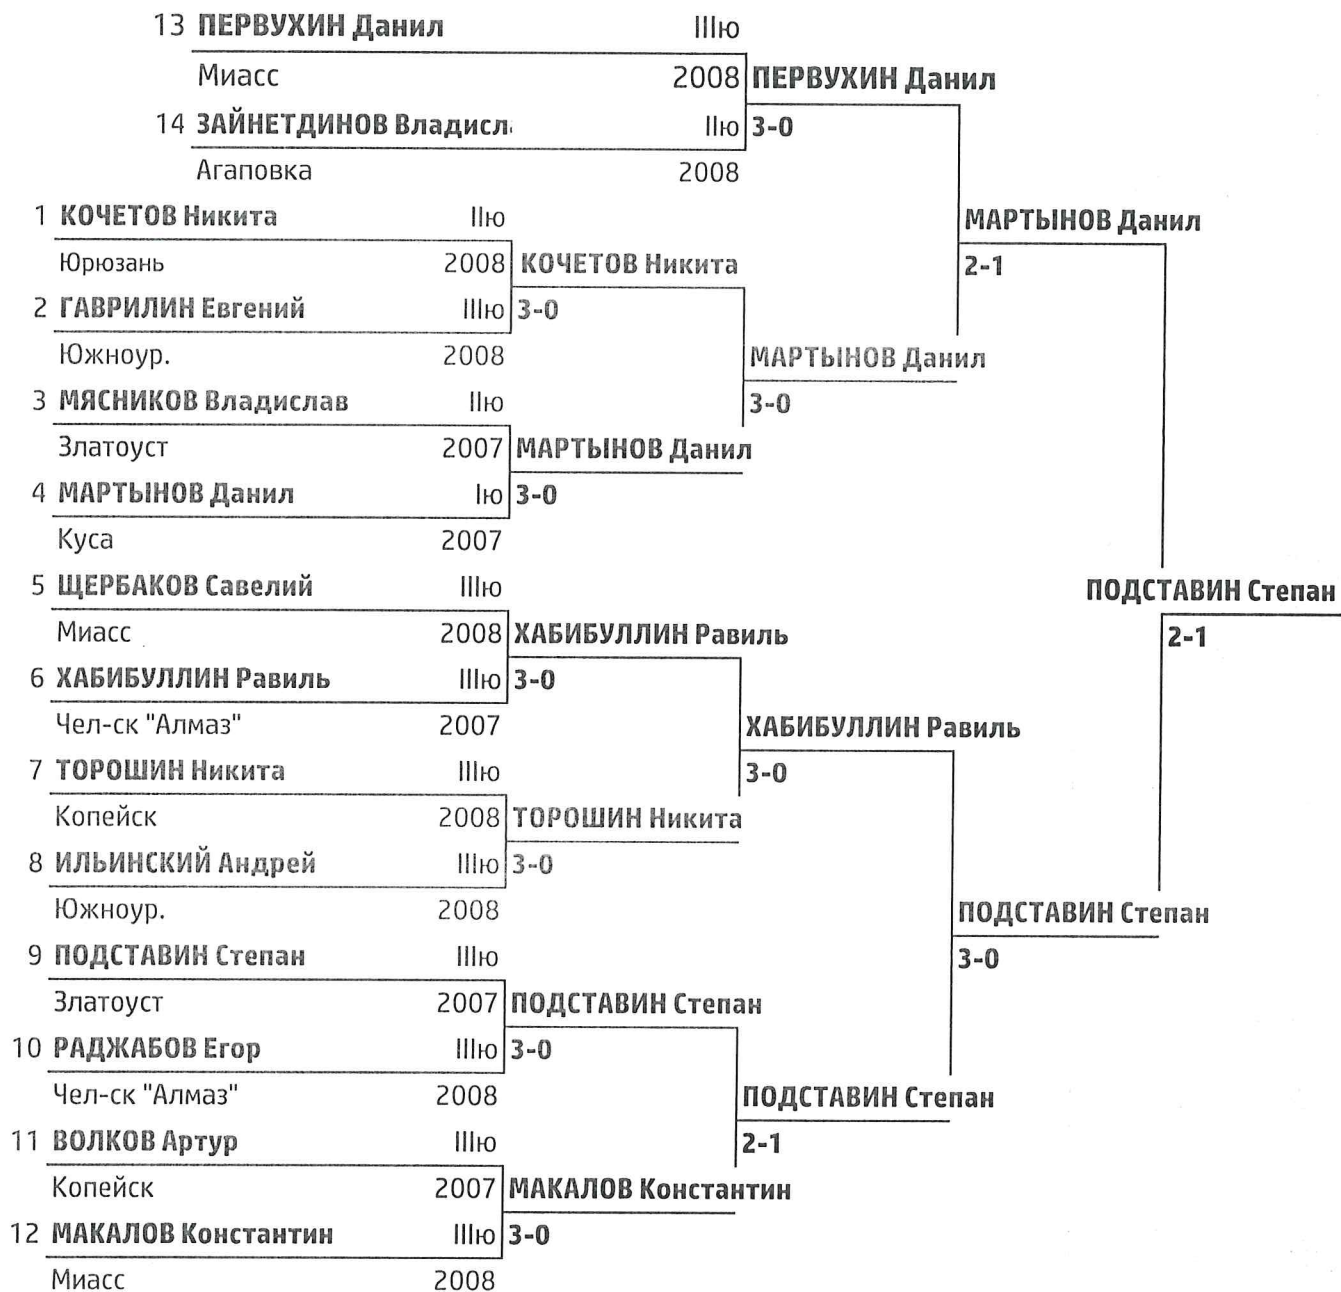 13 ПЕРВУХИН Данил IIIю
Миасс 2008 ПЕРВУХИН Данил
14 ЗАЙНЕТДИНОВ Владисл IIю 3-0
Агаповка 2008
1 КОЧЕТОВ Никита IIю МАРТЫНОВ Данил
Юрюзань 2008 КОЧЕТОВ Никита 2-1
2 ГАВРИЛИН Евгений IIIю 3-0
Южноур. 2008 МАРТЫНОВ Данил
3 МЯСНИКОВ Владислав IIю 3-0
Златоуст 2007 МАРТЫНОВ Данил
4 МАРТЫНОВ Данил Iю 3-0
Куса 2007
5 ЩЕРБАКОВ Савелий IIIю ПОДСТАВИН Степан
Миасс 2008 ХАБИБУЛЛИН Равиль 2-1
6 ХАБИБУЛЛИН Равиль IIIю 3-0
Чел-ск "Алмаз" 2007 ХАБИБУЛЛИН Равиль
7 ТОРОШИН Никита IIIю 3-0
Копейск 2008 ТОРОШИН Никита
8 ИЛЬИНСКИЙ Андрей IIIю 3-0
Южноур. 2008 ПОДСТАВИН Степан
9 ПОДСТАВИН Степан IIIю 3-0
Златоуст 2007 ПОДСТАВИН Степан
10 РАДЖАБОВ Егор IIIю 3-0
Чел-ск "Алмаз" 2008 ПОДСТАВИН Степан
11 ВОЛКОВ Артур IIIю 2-1
Копейск 2007 МАКАЛОВ Константин
12 МАКАЛОВ Константин IIIю 3-0
Миасс 2008